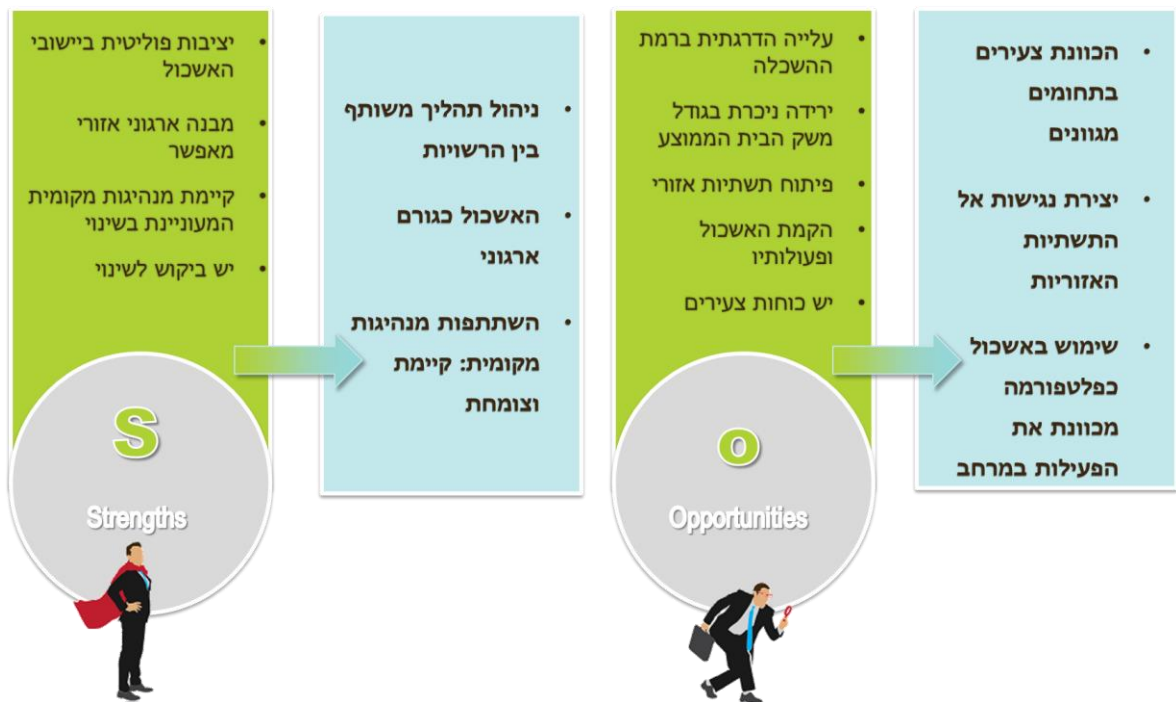 • יציבות פוליטית ביישובי
האשכול
• מבנה ארגוני אזורי
מאפשר
• קיימת מנהיגות מקומית
המעוניינת בשינוי
• יש ביקוש לשינוי
S
Strengths
• ניהול תהליך משותף
בין הרשויות
• האשכול כגורם
ארגוני
• השתתפות מנהיגות
מקומית: קיימת
וצומחת
• עלייה הדרגתית ברמת
ההשכלה
• ירידה ניכרת בגודל
משק הבית הממוצע
• פיתוח תשתיות אזורי
• הקמת האשכול
ופעולותיו
• יש כוחות צעירים
O
Opportunities
• הכוונת צעירים
בתחומים
מגוונים
• יצירת נגישות אל
התשתיות
האזוריות
• שימוש באשכול
כפלטפורמה
מכוונת את
הפעילות במרחב